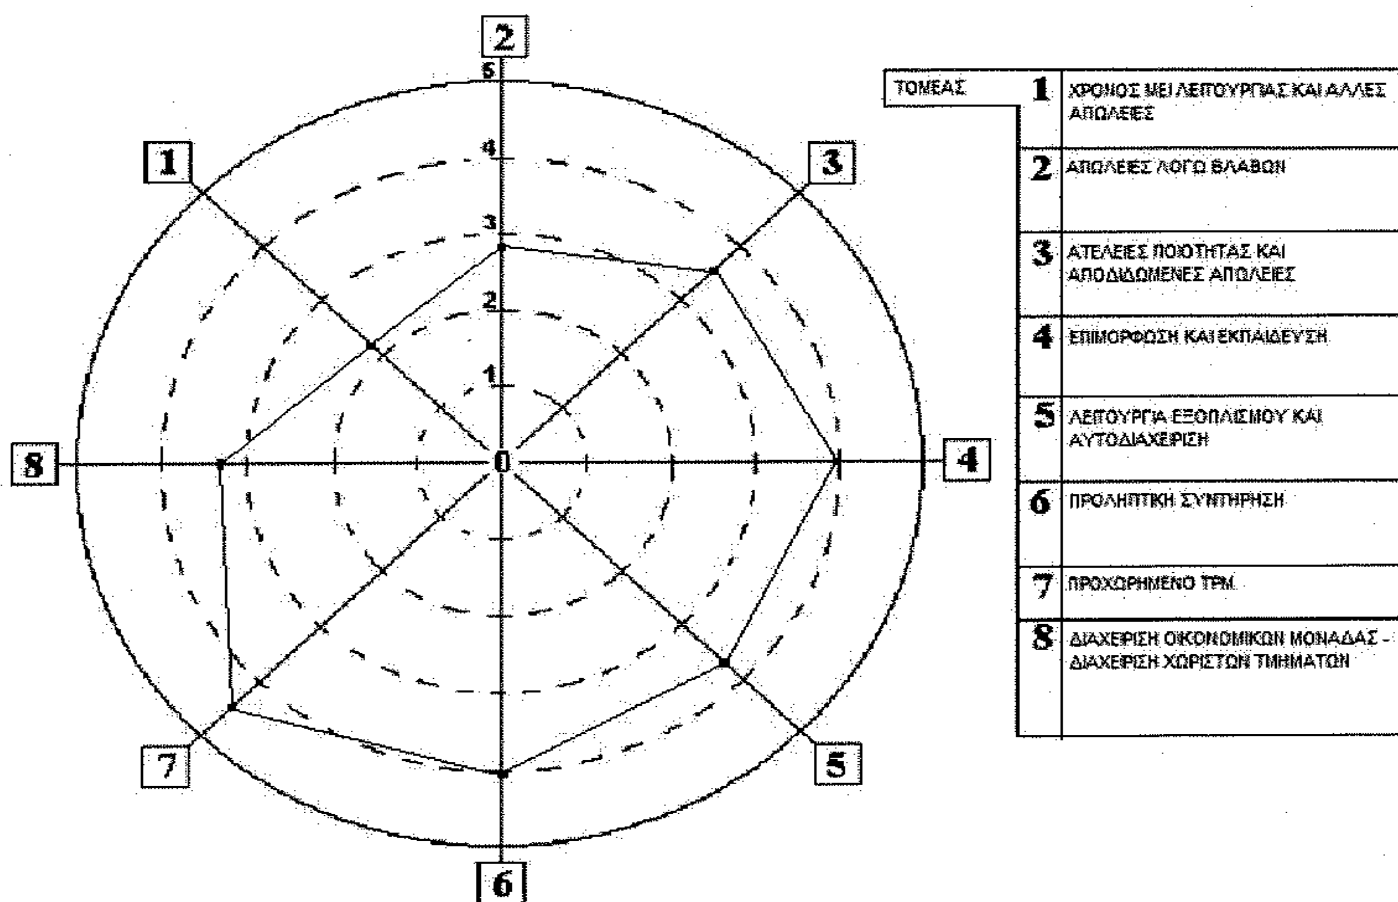 2
5
4
3
2
1
0
1
3
8
4
7
5
6
ΤΟΜΕΑΣ
1 ΧΡΟΝΟΣ ΜΕΙ ΛΕΙΤΟΥΡΓΙΑΣ ΚΑΙ ΑΛΛΕΣ
ΑΠΩΛΕΙΕΣ
2 ΑΠΩΛΕΙΕΣ ΛΟΓΩ ΒΛΑΒΩΝ
3 ΑΤΕΛΕΙΕΣ ΠΟΙΟΤΗΤΑΣ ΚΑΙ
ΑΠΟΔΙΔΩΜΕΝΕΣ ΑΠΩΛΕΙΕΣ
4 ΕΠΙΜΟΡΦΩΣΗ ΚΑΙ ΕΚΠΑΙΔΕΥΣΗ
5 ΛΕΙΤΟΥΡΓΙΑ ΕΞΟΠΛΙΣΜΟΥ ΚΑΙ
ΑΥΤΟΔΙΑΧΕΙΡΙΣΗ
6 ΠΡΟΛΗΠΤΙΚΗ ΣΥΝΤΗΡΗΣΗ
7 ΠΡΟΧΩΡΗΜΕΝΟ TPM
8 ΔΙΑΧΕΙΡΙΣΗ ΟΙΚΟΝΟΜΙΚΩΝ ΜΟΝΑΔΑΣ -
ΔΙΑΧΕΙΡΙΣΗ ΧΩΡΙΣΤΩΝ ΤΜΗΜΑΤΩΝ